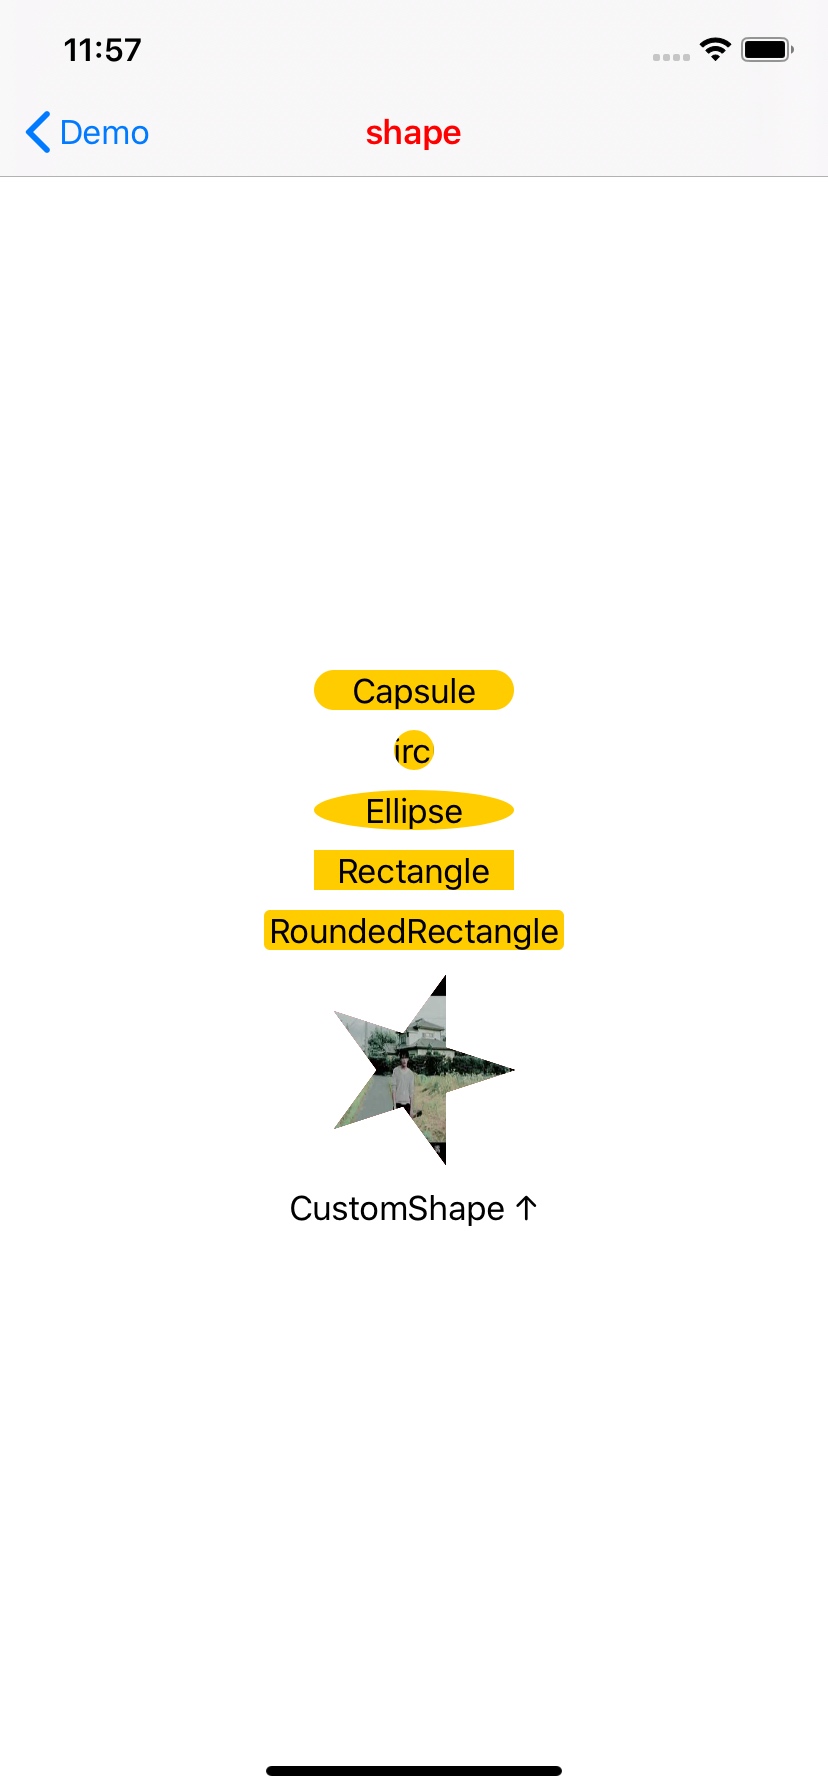 11:57
Demo
shape
Capsule
irc
Ellipse
Rectangle
RoundedRectangle
CustomShape ↑